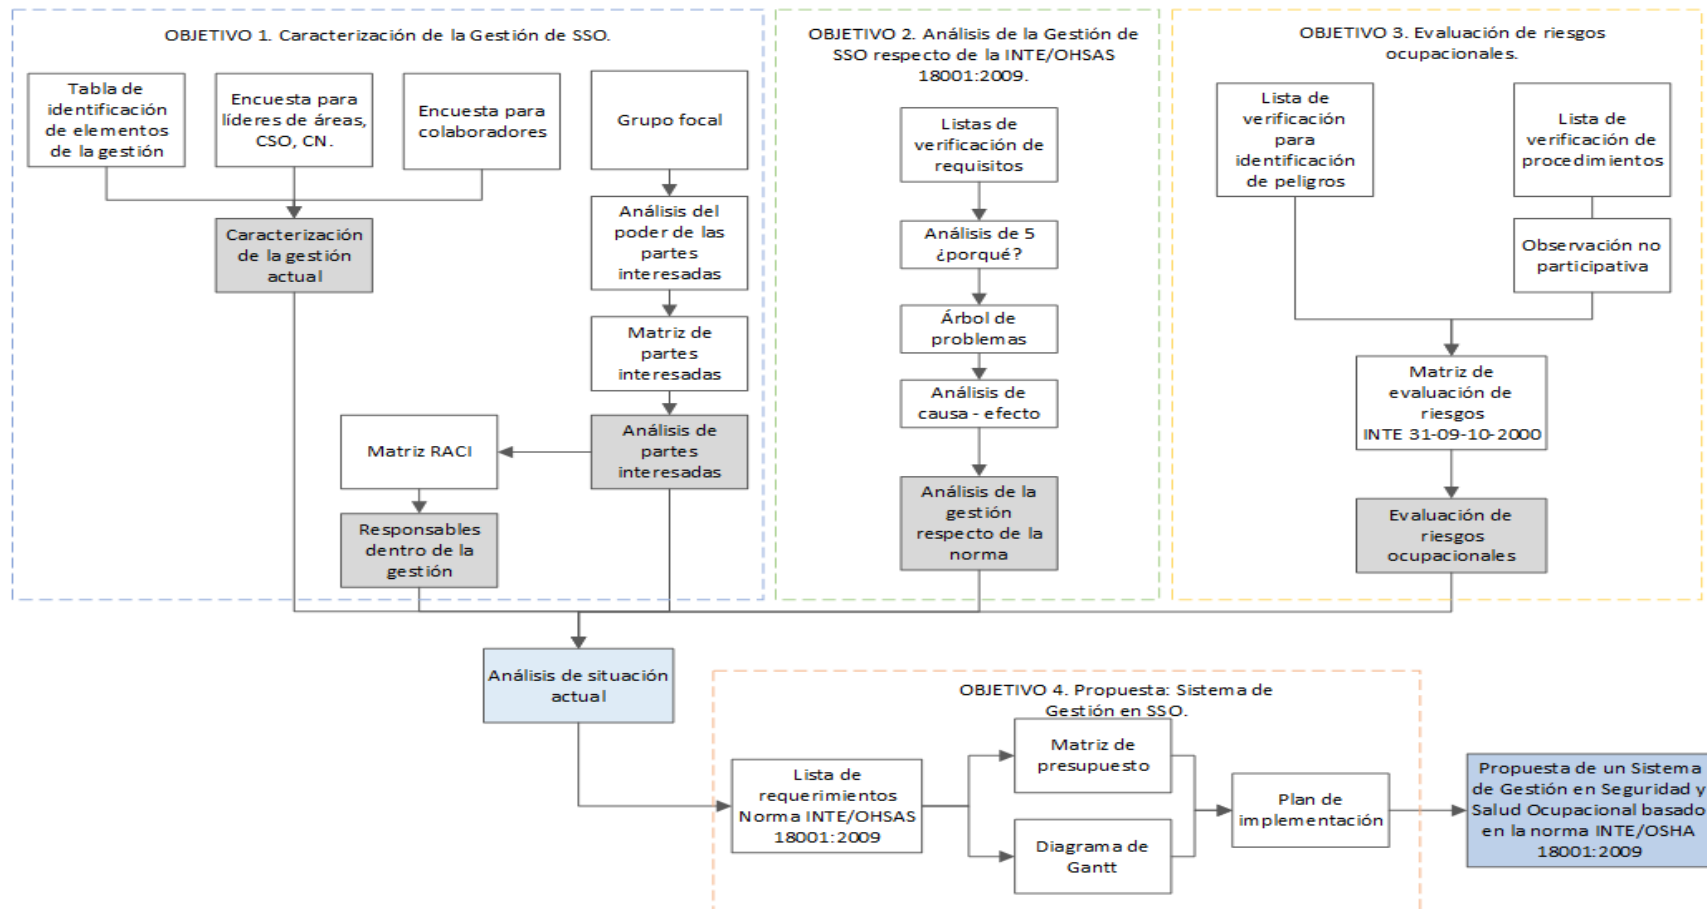 OBJETIVO 1. Caracterización de la Gestión de SSO.
Tabla de
identificación
de elementos
de la gestión
Encuesta para
líderes de áreas,
CSO, CN.
Encuesta para
colaboradores
Grupo focal
Caracterización
de la gestión
actual
Análisis del
poder de las
partes
interesadas
Matriz de
partes
interesadas
Análisis de
partes
interesadas
Matriz RACI
Responsables
dentro de la
gestión
OBJETIVO 2. Análisis de la Gestión de
SSO respecto de la INTE/OHSAS
18001:2009.
Listas de
verificación de
requisitos
Análisis de 5
¿porqué?
Árbol de
problemas
Análisis de
causa - efecto
Análisis de la
gestión
respecto de la
norma
OBJETIVO 3. Evaluación de riesgos
ocupacionales.
Lista de
verificación
para
identificación
de peligros
Lista de
verificación de
procedimientos
Observación no
participativa
Matriz de
evaluación de
riesgos
INTE 31-09-10-2000
Evaluación de
riesgos
ocupacionales
Análisis de situación
actual
OBJETIVO 4. Propuesta: Sistema de
Gestión en SSO.
Lista de
requerimientos
Norma INTE/OHSAS
18001:2009
Matriz de
presupuesto
Diagrama de
Gantt
Plan de
implementación
Propuesta de un Sistema
de Gestión en Seguridad y
Salud Ocupacional basado
en la norma INTE/OSHA
18001:2009